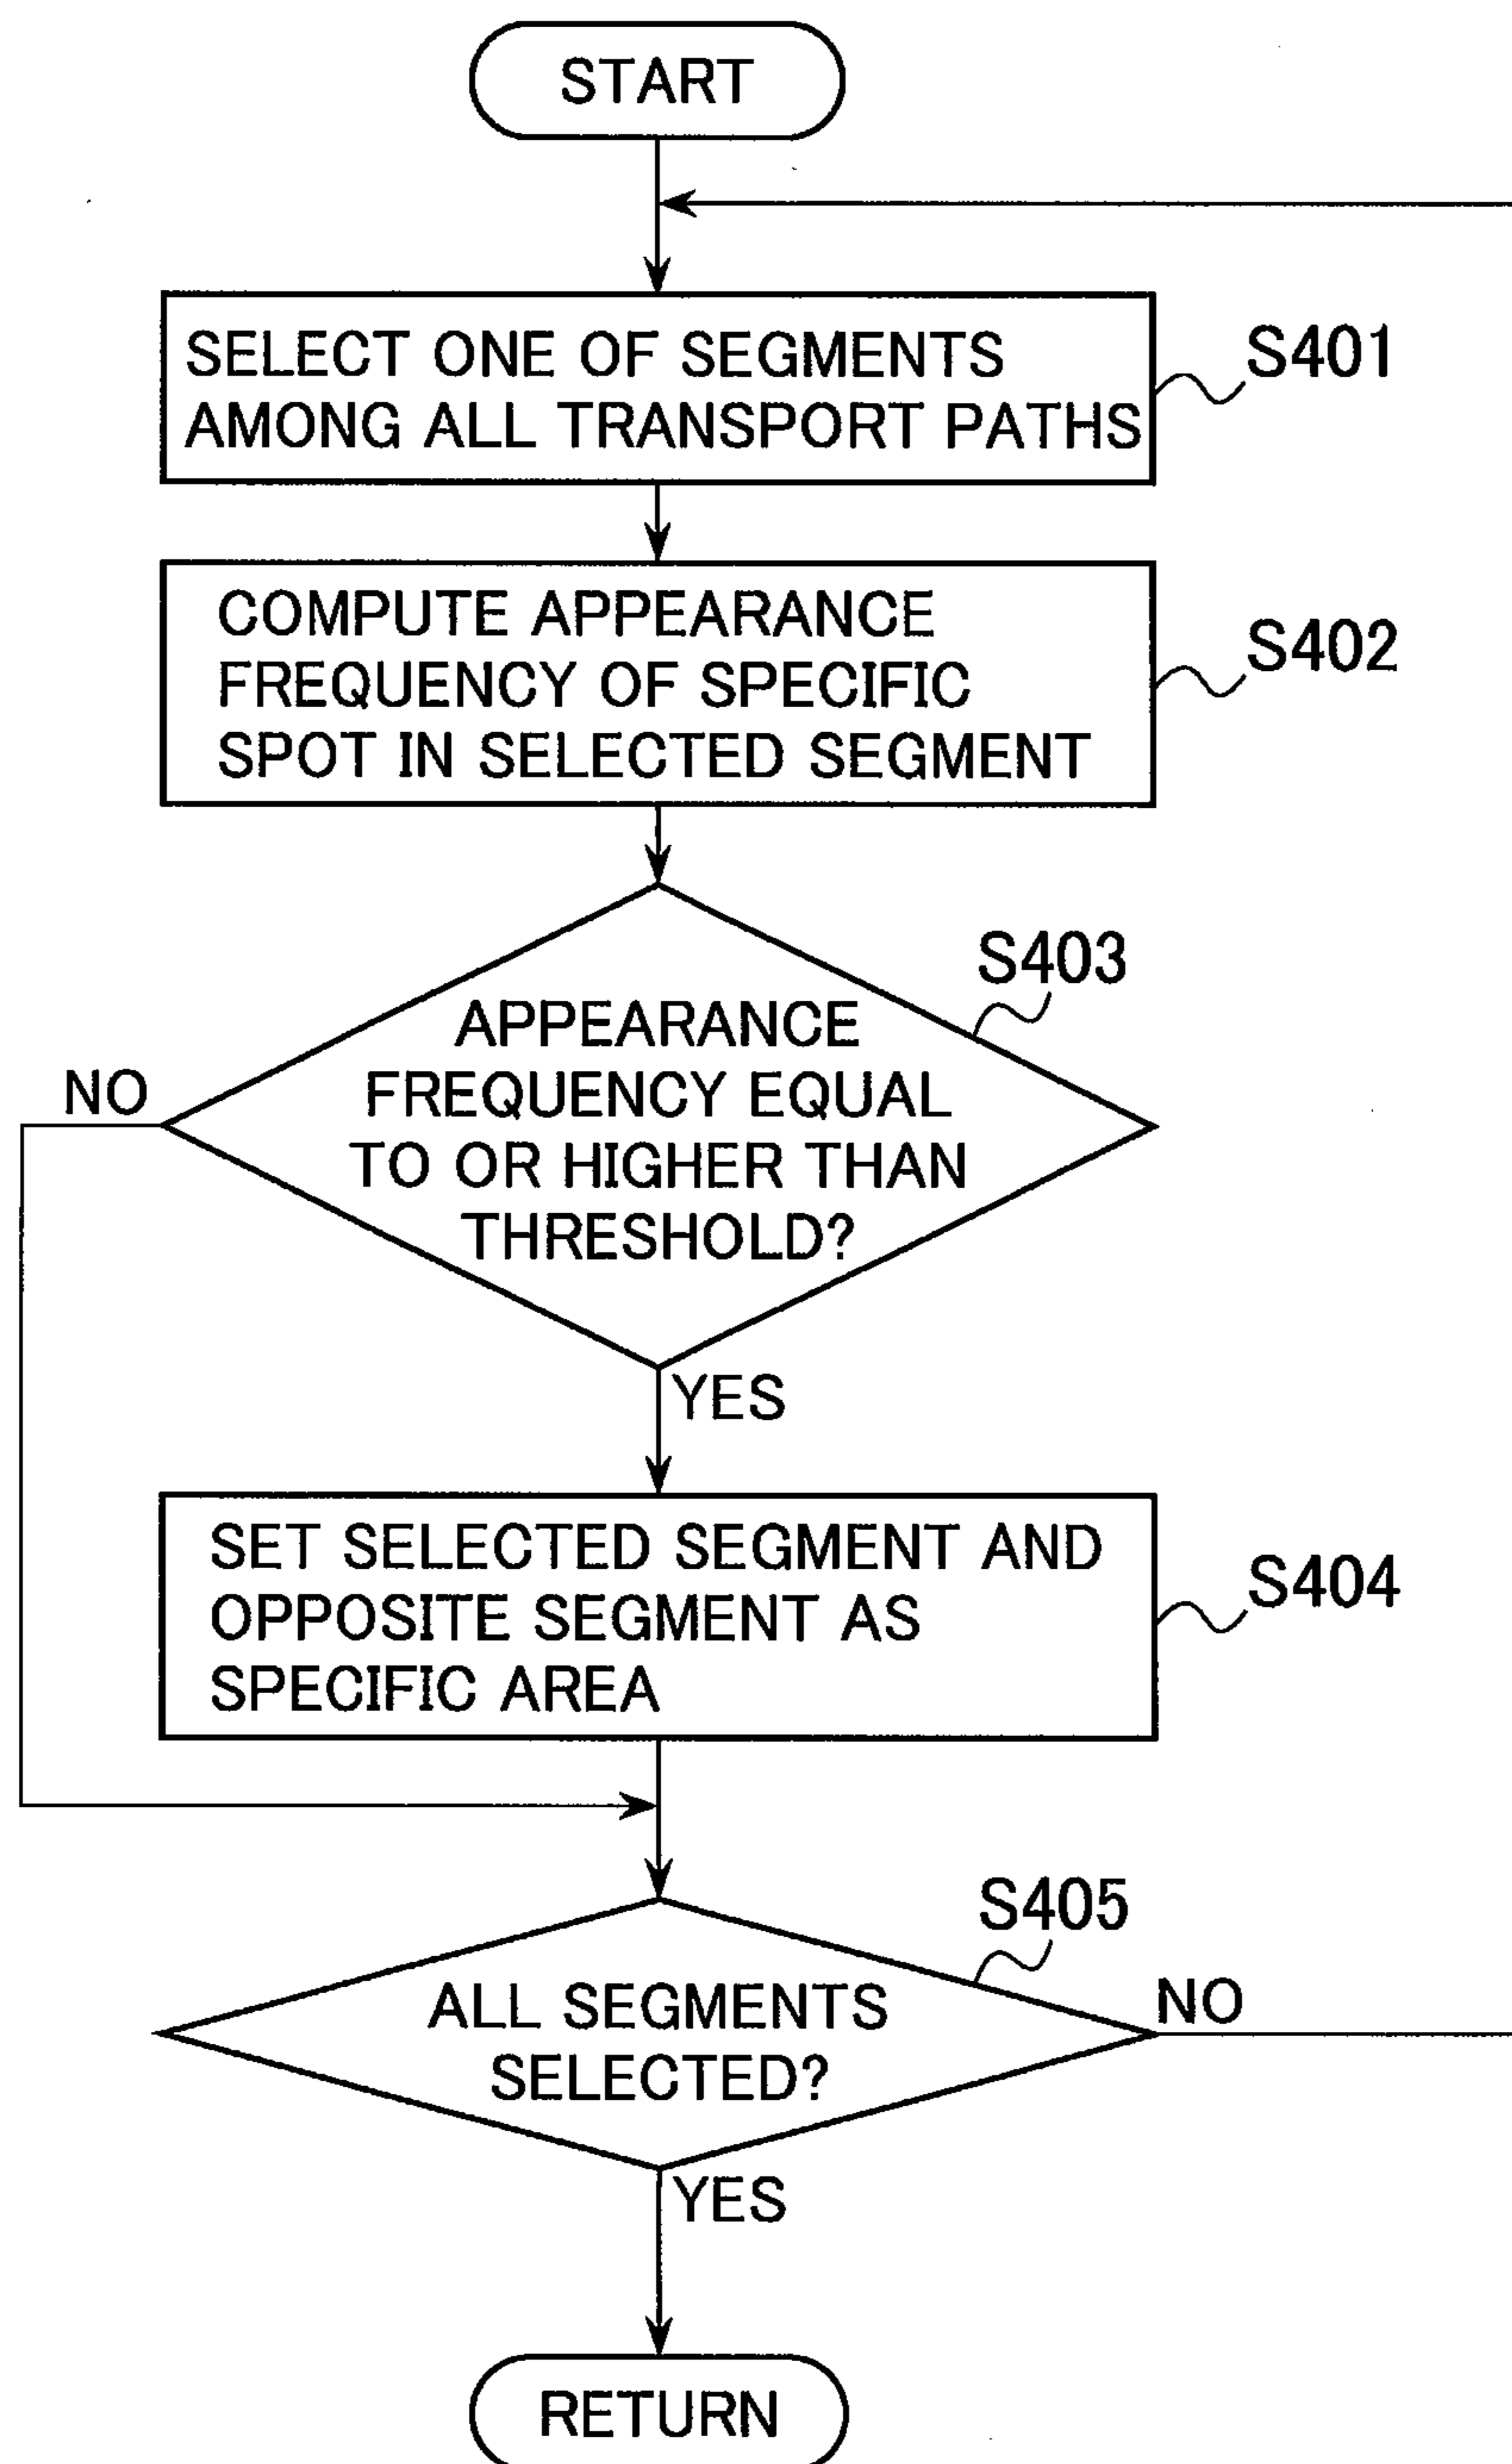 START
SELECT ONE OF SEGMENTS
AMONG ALL TRANSPORT PATHS
S401
COMPUTE APPEARANCE
FREQUENCY OF SPECIFIC
SPOT IN SELECTED SEGMENT
S402
S403
APPEARANCE
FREQUENCY EQUAL
TO OR HIGHER THAN
THRESHOLD?
NO
YES
SET SELECTED SEGMENT AND
OPPOSITE SEGMENT AS
SPECIFIC AREA
S404
S405
ALL SEGMENTS
SELECTED?
NO
YES
RETURN